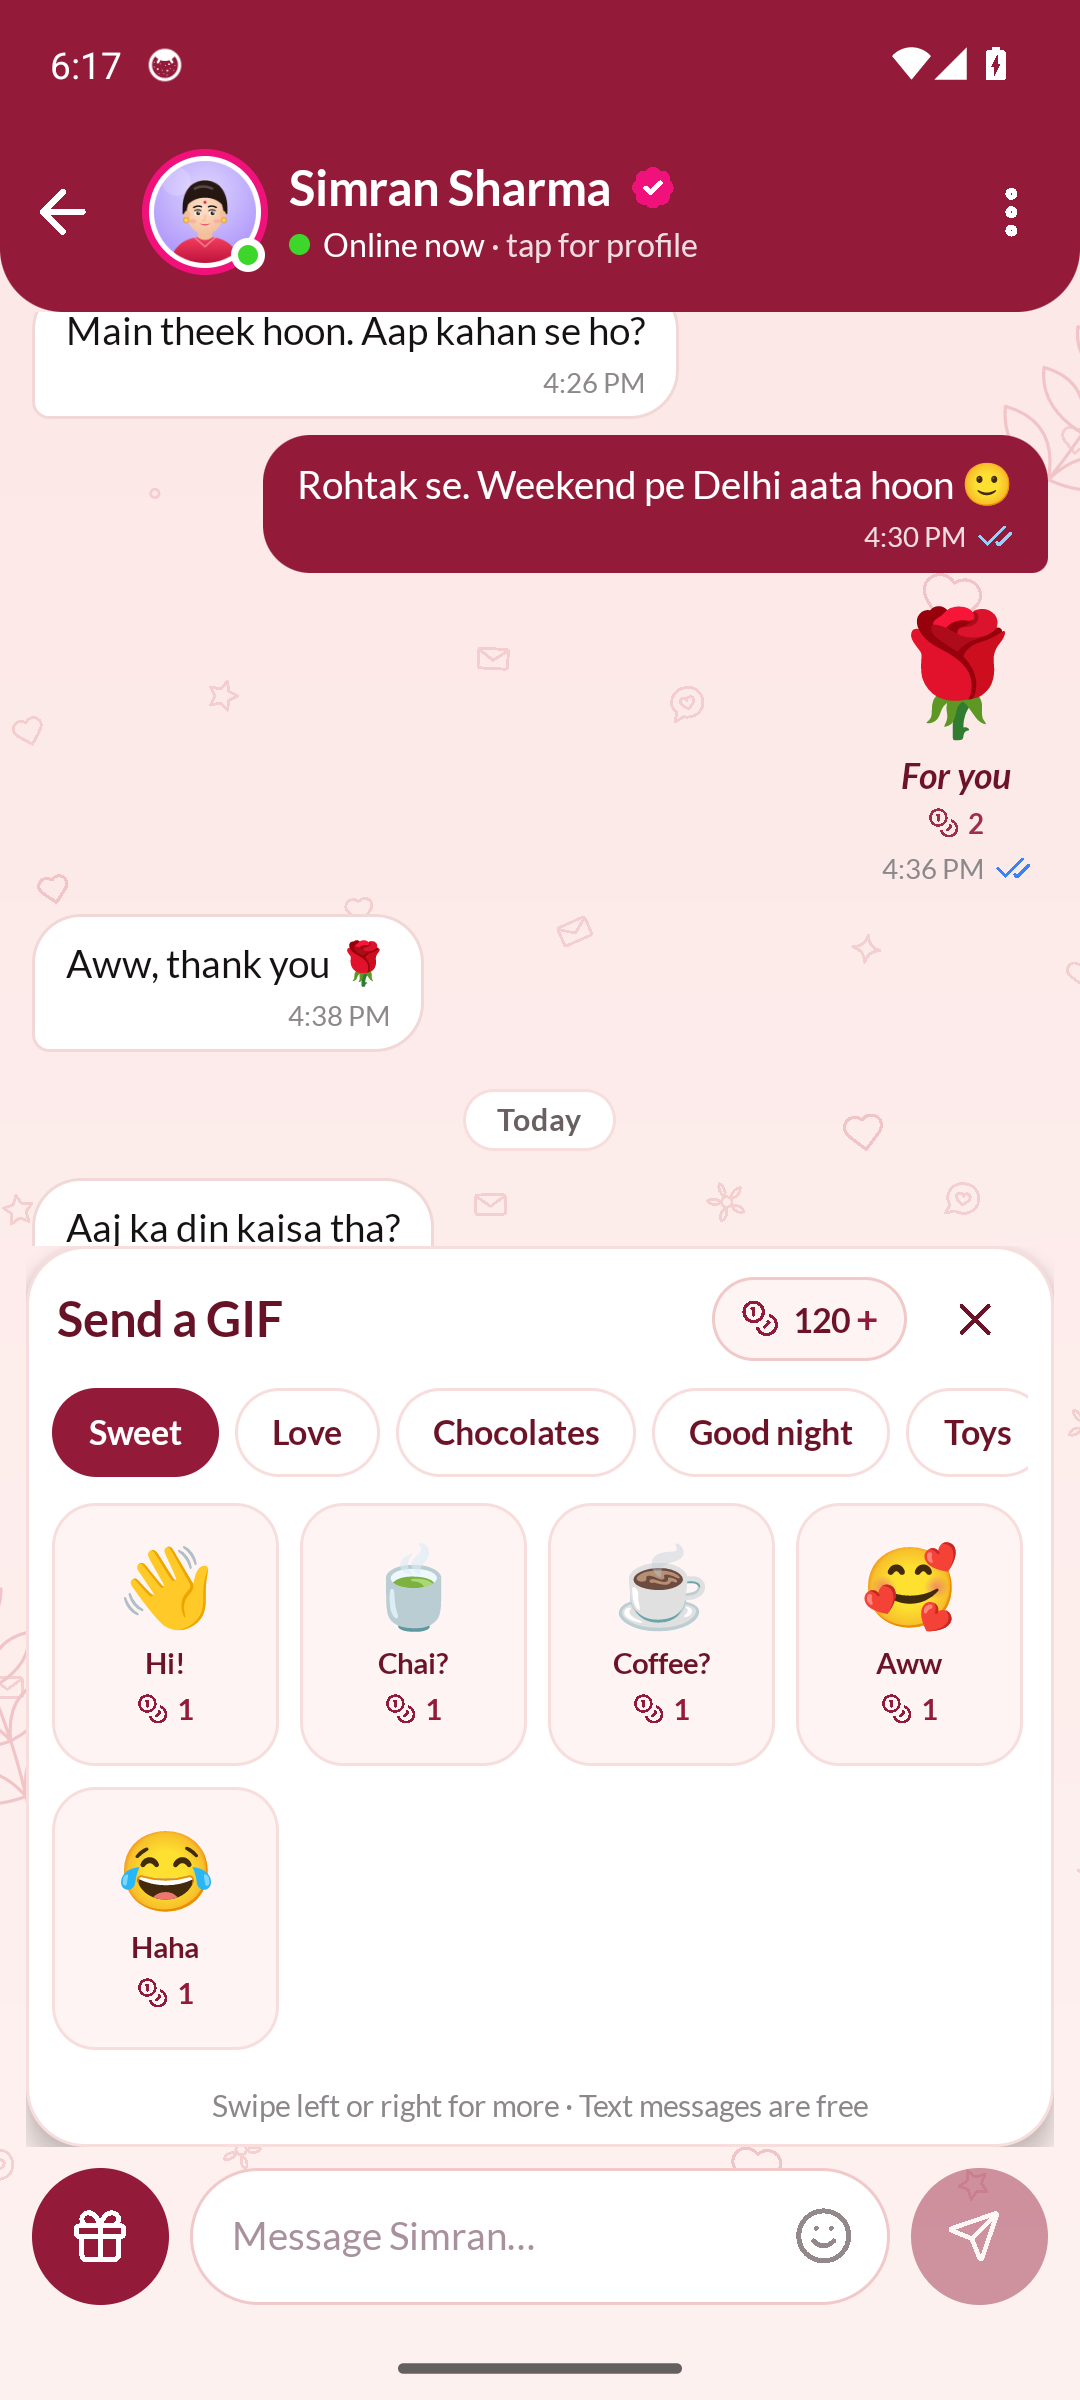 6:17
Simran Sharma
Online now · tap for profile
Main theek hoon. Aap kahan se ho?
4:26 PM
Rohtak se. Weekend pe Delhi aata hoon 🙂
4:30 PM
For you
2
4:36 PM
Aww, thank you 🌹
4:38 PM
Today
Aaj ka din kaisa tha?
Send a GIF
120 +
Sweet
Love
Chocolates
Good night
Toys
Hi!
1
Chai?
1
Coffee?
1
Aww
1
Haha
1
Swipe left or right for more · Text messages are free
Message Simran...